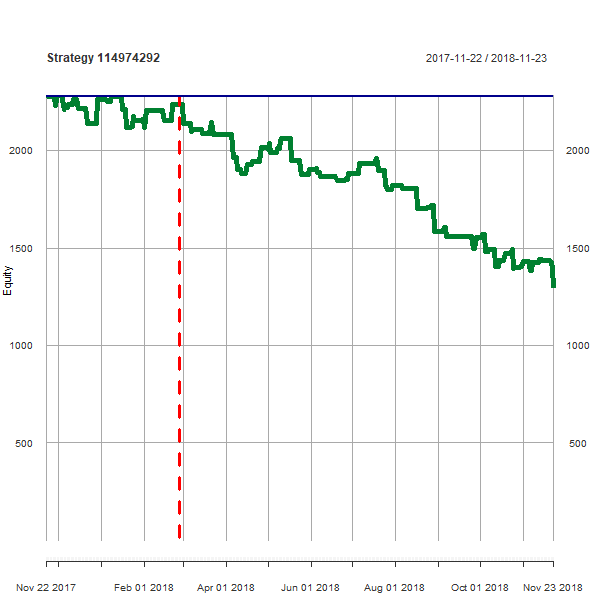 Strategy 114974292
2017-11-22 / 2018-11-23
2000
2000
1500
1500
1000
1000
500
500
Equity
Nov 22 2017
Feb 01 2018
Apr 01 2018
Jun 01 2018
Aug 01 2018
Oct 01 2018
Nov 23 2018